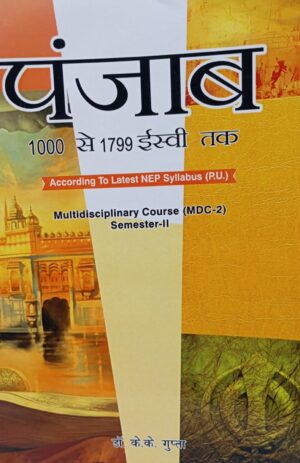 पंजाब
1000 से 1799 ईस्वी तक
According To Latest NEP Syllabus (P.U.)
Multidisciplinary Course (MDC-2)
Semester-II
डॉ. के.के. गुप्ता